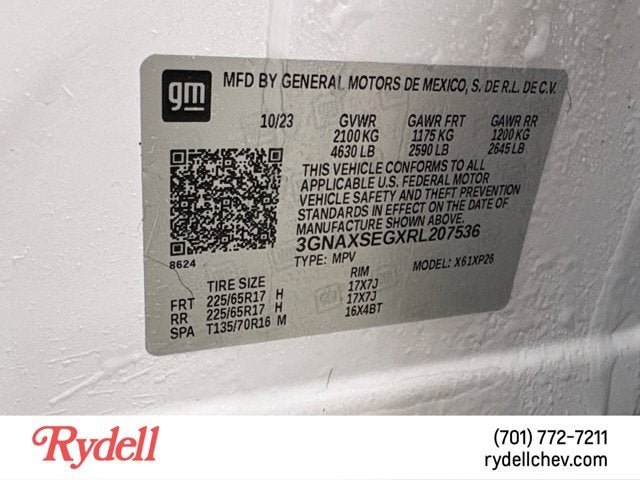 gm
MFD BY GENERAL MOTORS DE MEXICO, S. DE R.L. DE C.V.
10/23 GVWR GAWR FRT GAWR RR
2100 KG 1175 KG 1200 KG
4630 LB 2590 LB 2645 LB
THIS VEHICLE CONFORMS TO ALL
APPLICABLE U.S. FEDERAL MOTOR
VEHICLE SAFETY AND THEFT PREVENTION
STANDARDS IN EFFECT ON THE DATE OF
MANUFACTURE SHOWN ABOVE.
3GNAXSEGXRL207536
8624
TYPE: MPV MODEL: X61XP26
TIRE SIZE RIM
FRT 225/65R17 H 17X7J
RR 225/65R17 H 17X7J
SPA T135/70R16 M 16X4BT
Rydell
(701) 772-7211
rydellchev.com